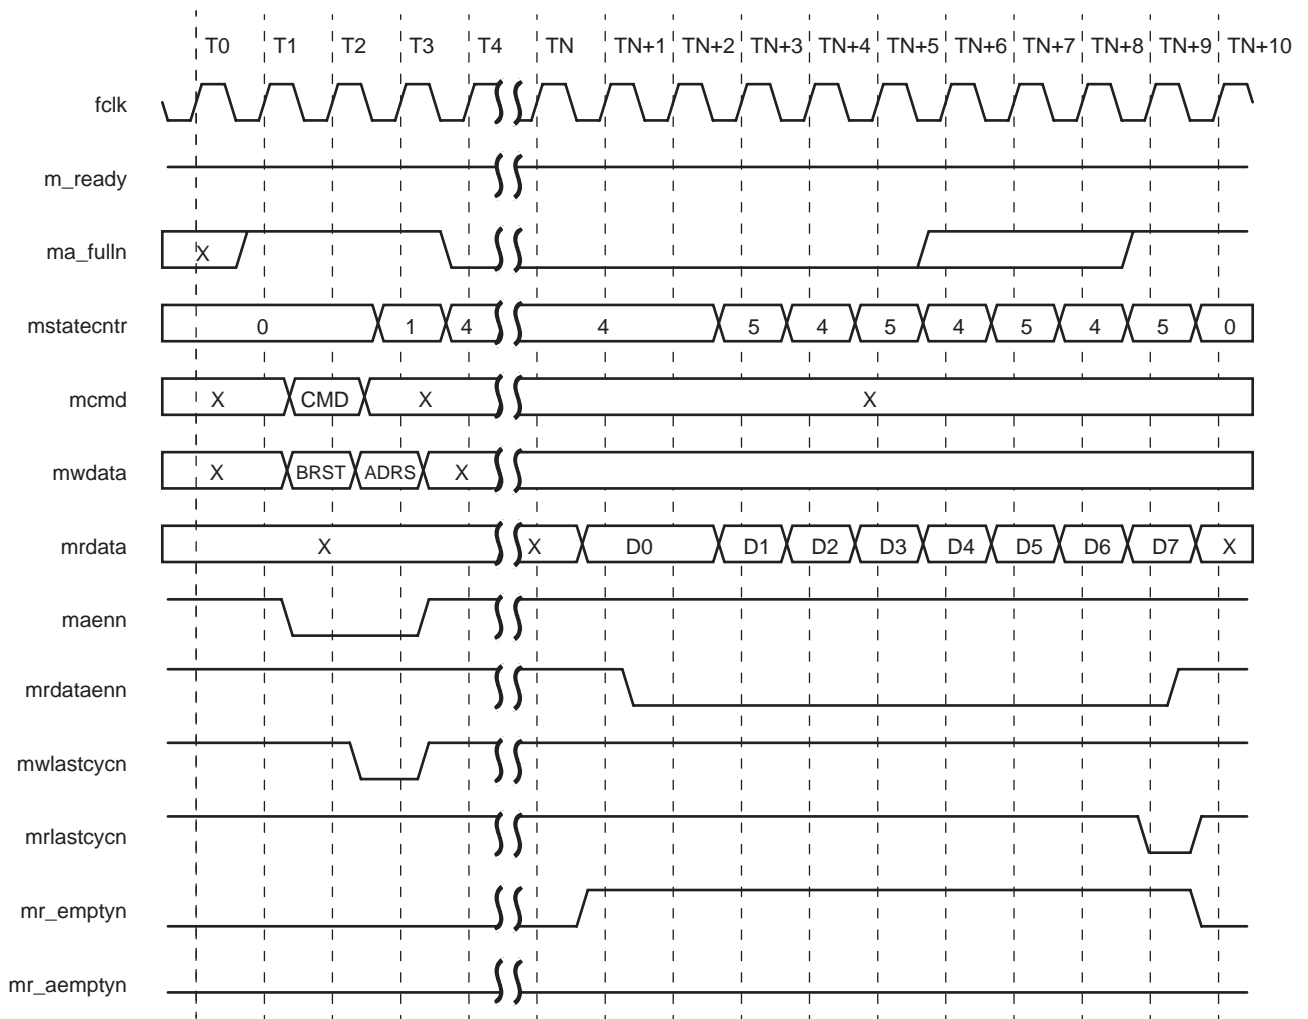 T0 T1 T2 T3 T4 TN TN+1 TN+2 TN+3 TN+4 TN+5 TN+6 TN+7 TN+8 TN+9 TN+10
fclk
m_ready
ma_fulln X
mstatecntr 0 1 4 4 5 4 5 4 5 4 5 0
mcmd X CMD X X
mwdata X BRST ADRS X
mrdata X X D0 D1 D2 D3 D4 D5 D6 D7 X
maenn
mrdataenn
mwlastcycn
mrlastcycn
mr_emptyn
mr_aemptyn